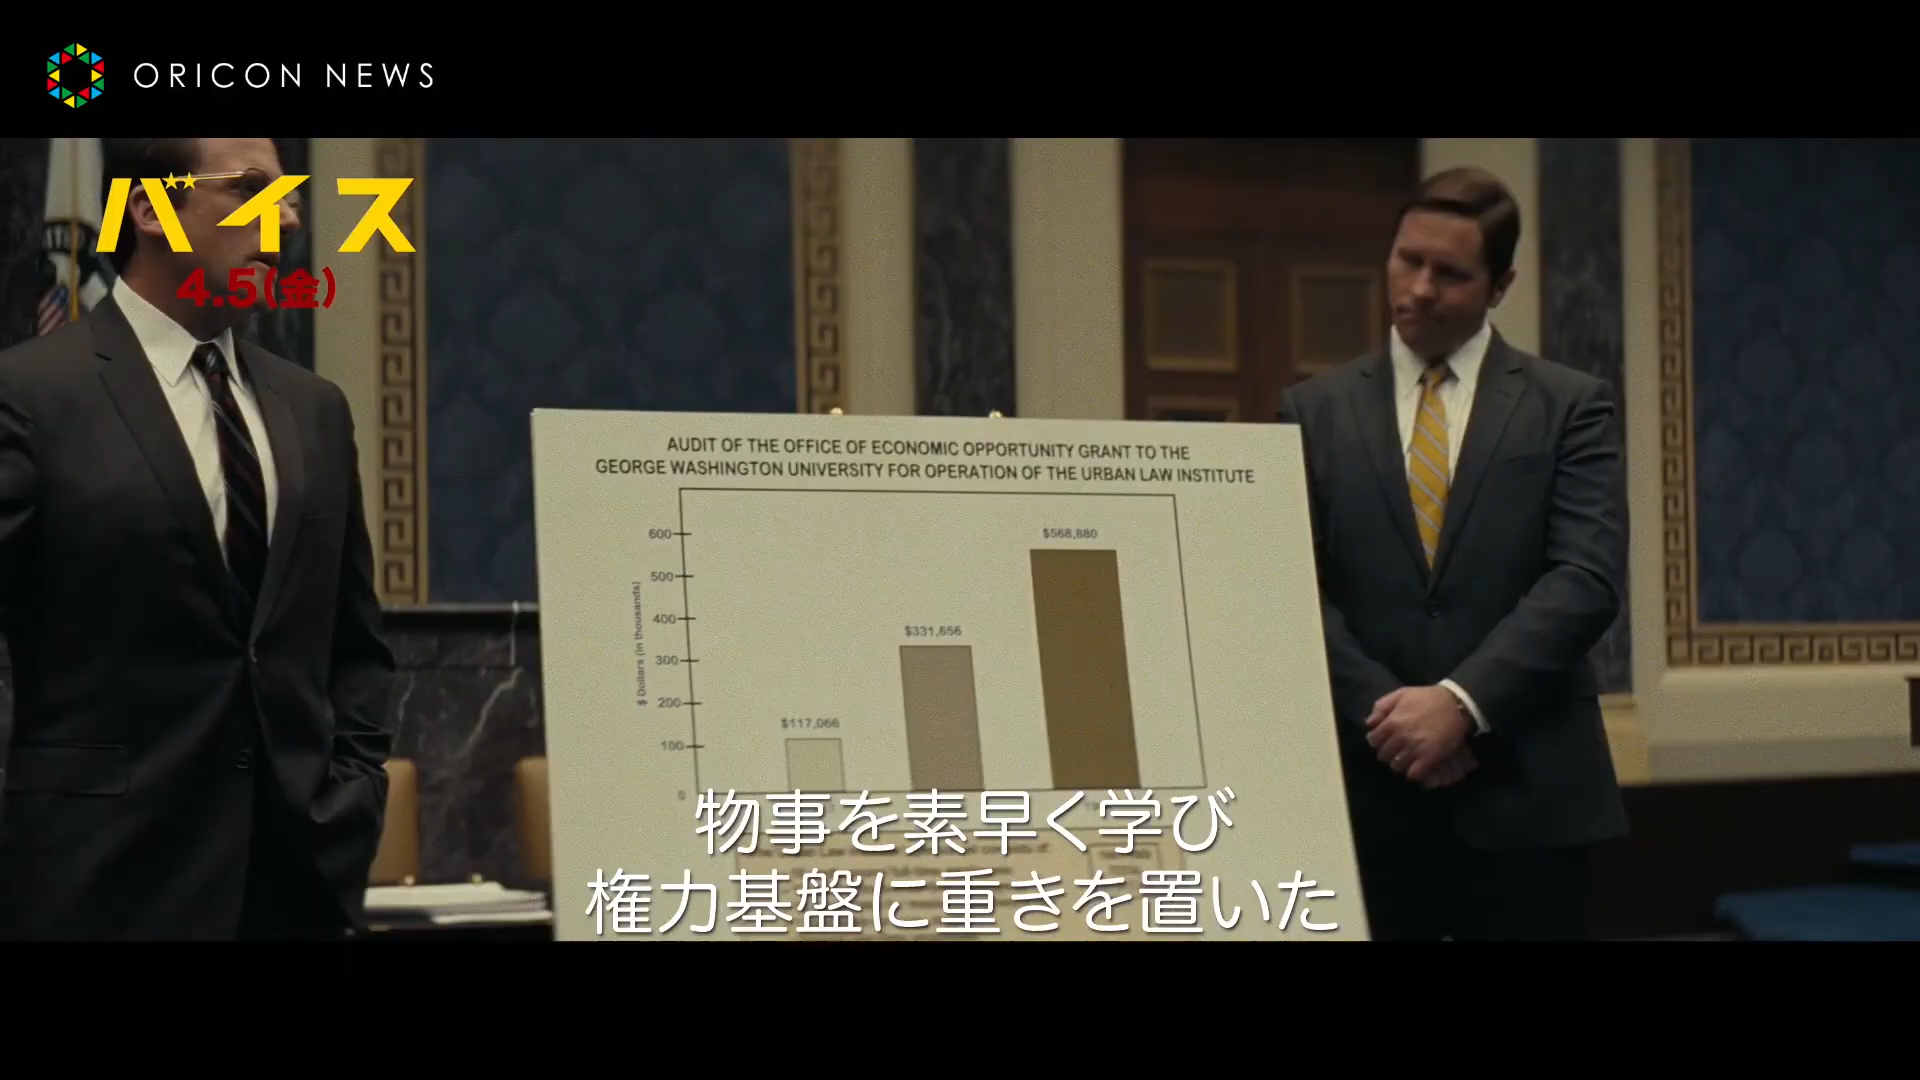 ORICON NEWS
バイス
4.5(金)
AUDIT OF THE OFFICE OF ECONOMIC OPPORTUNITY GRANT TO THE
GEORGE WASHINGTON UNIVERSITY FOR OPERATION OF THE URBAN LAW INSTITUTE
$ Dollars (in thousands)
600
500
400
300
200
100
0
$117,066
$331,656
$568,880
物事を素早く学び
権力基盤に重きを置いた